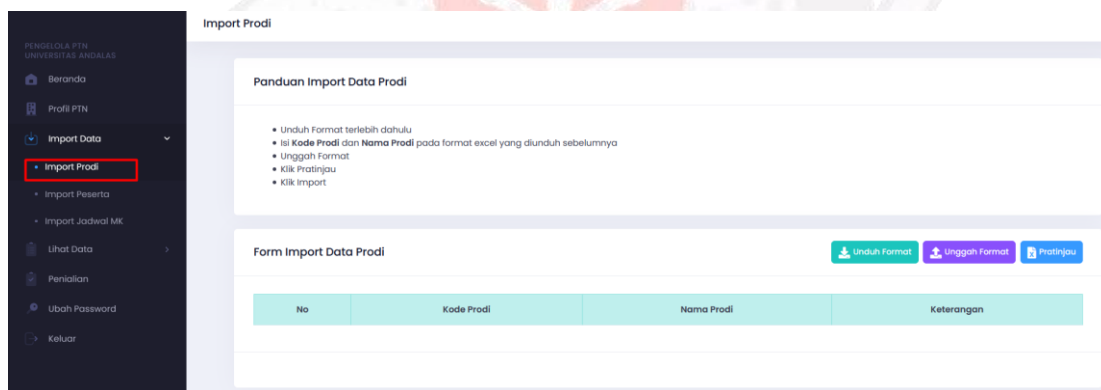 Import Prodi
PENGELOLA PTN
UNIVERSITAS ANDALAS
Beranda
Profil PTN
Import Data
Import Prodi
Import Peserta
Import Jadwal MK
Lihat Data
Penialian
Ubah Password
Keluar
Panduan Import Data Prodi
Unduh Format terlebih dahulu
Isi Kode Prodi dan Nama Prodi pada format excel yang diunduh sebelumnya
Unggah Format
Klik Pratinjau
Klik Import
Form Import Data Prodi
Unduh Format
Unggah Format
Pratinjau
No Kode Prodi Nama Prodi Keterangan